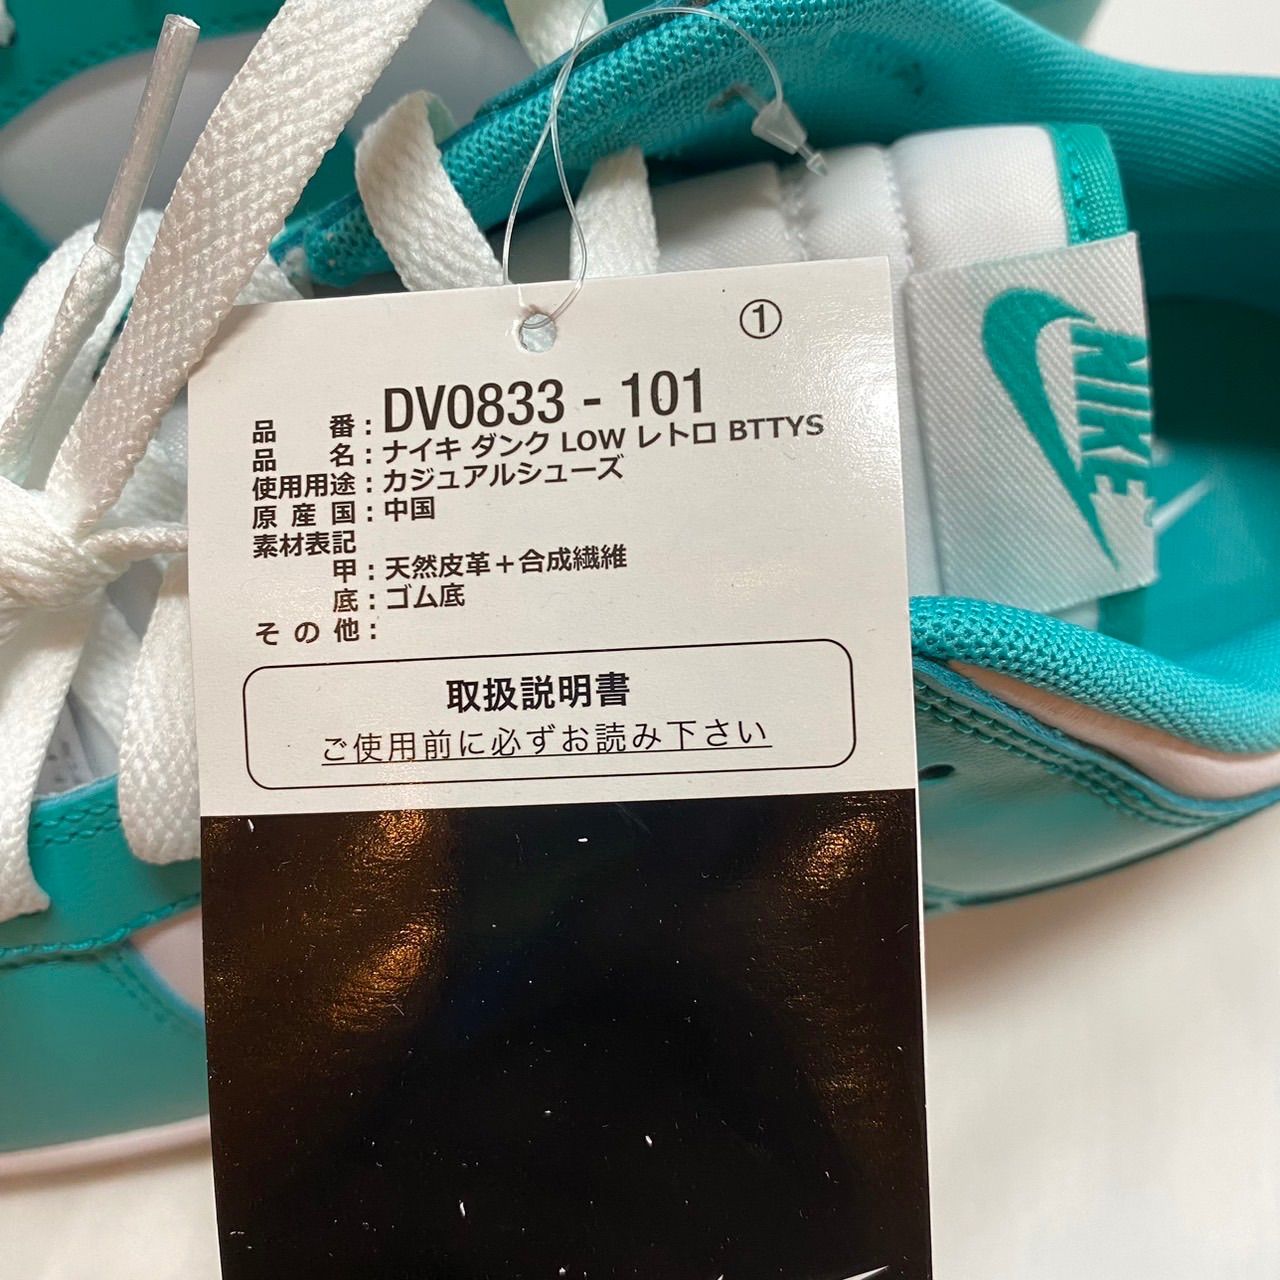 ①
品 番：DV0833 - 101
品 名：ナイキ ダンク LOW レトロ BTTYS
使用用途：カジュアルシューズ
原産国：中国
素材表記
甲：天然皮革＋合成繊維
底：ゴム底
その他：
取扱説明書
ご使用前に必ずお読み下さい
NIKE